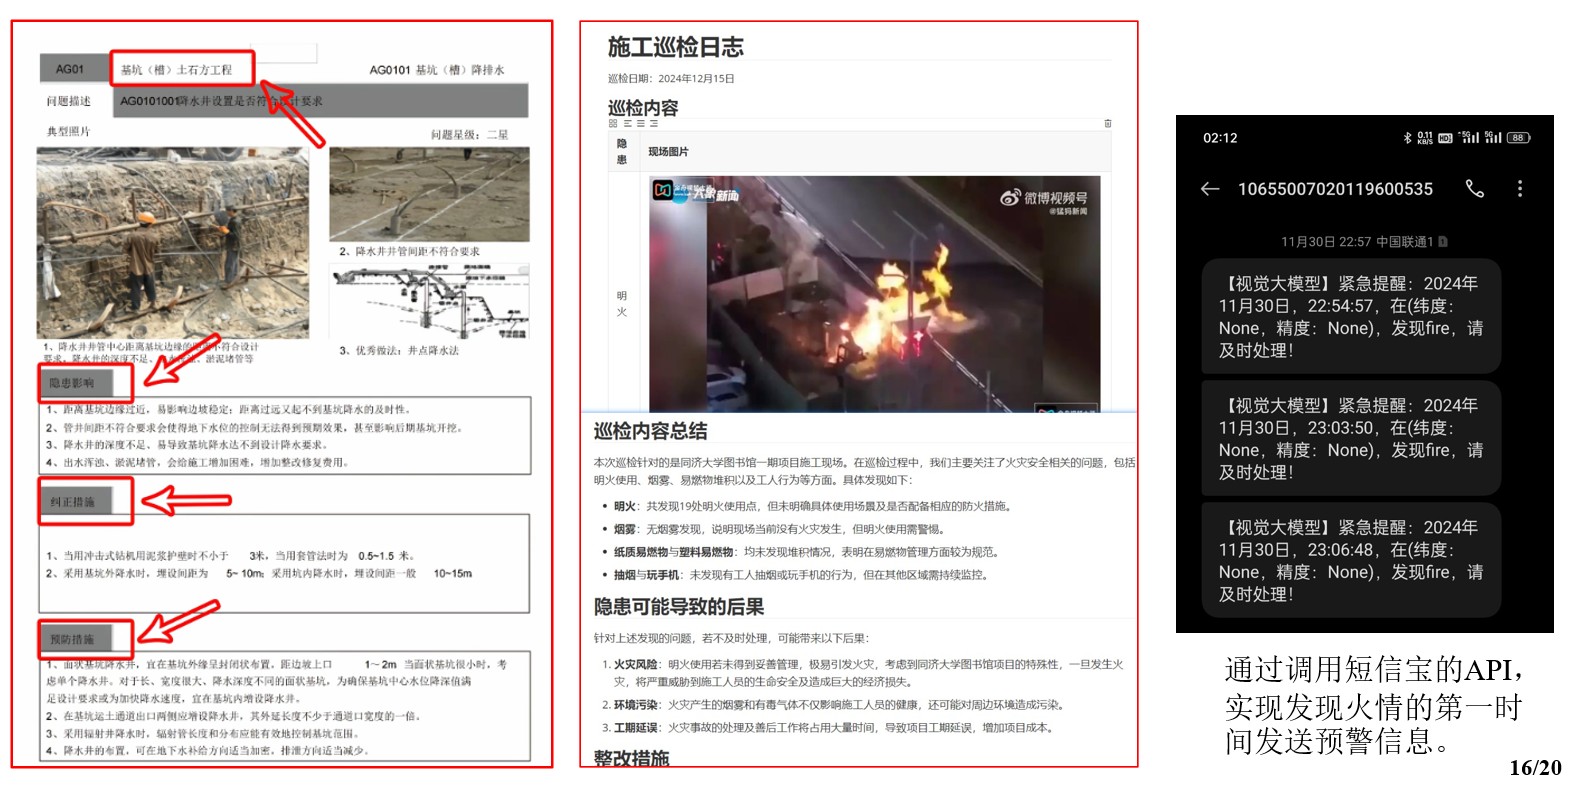 AG01
基坑（槽）土石方工程
AG0101 基坑（槽）降排水
问题描述
AG0101001降水井设置是否符合设计要求
典型照片
问题星级：二星
2、降水井井管间距不符合要求
3、优秀做法：井点降水法
1、降水井井管中心距离基坑边缘的距离不符合设计
要求、降水井的深度不足、
淤泥堵管等
隐患影响
1、距离基坑边缘过近，易影响边坡稳定；距离过远又起不到基坑降水的及时性。
2、管井间距不符合要求会使得地下水位的控制无法得到预期效果，甚至影响后期基坑开挖。
3、降水井的深度不足、易导致基坑降水达不到设计降水要求。
4、出水浑浊、淤泥堵管，会给施工增加困难，增加整改修复费用。
纠正措施
1、当用冲击式钻机用泥浆护壁时不小于 3米，当用套管法时为 0.5~1.5 米。
2、采用基坑外降水时，埋设间距为 5~10m；采用坑内降水时，埋设间距一般 10~15m
预防措施
1、面状基坑降水井，宜在基坑外缘呈封闭状布置，距边坡上口 1～2m 当面状基坑很小时，考
虑单个降水井。对于长、宽度很大、降水深度不同的面状基坑，为确保基坑中心水位降深值满
足设计要求或为加快降水速度，宜在基坑内增设降水井。
2、在基坑运土通道出口两侧应增设降水井，其外延长度不少于通道口宽度的一倍。
3、采用辐射井降水时，辐射管长度和分布应能有效地控制基坑范围。
4、降水井的布置，可在地下水补给方向适当加密，排泄方向适当减少。
施工巡检日志
巡检日期：2024年12月15日
巡检内容
隐患
现场图片
明火
大象新闻
微博视频号
@猛犸新闻
巡检内容总结
本次巡检针对的是同济大学图书馆一期项目施工现场。在巡检过程中，我们主要关注了火灾安全相关的问题，包括
明火使用、烟雾、易燃物堆积以及工人行为等方面。具体发现如下：
• 明火：共发现19处明火使用点，但未明确具体使用场景及是否配备相应的防火措施。
• 烟雾：无烟雾发现，说明现场当前没有火灾发生，但明火使用需警惕。
• 纸质易燃物与塑料易燃物：均未发现堆积情况，表明在易燃物管理方面较为规范。
• 抽烟与玩手机：未发现有工人抽烟或玩手机的行为，但在其他区域需持续监控。
隐患可能导致的后果
针对上述发现的问题，若不及时处理，可能带来以下后果：
1. 火灾风险：明火使用若未得到妥善管理，极易引发火灾，考虑到同济大学图书馆项目的特殊性，一旦发生火
灾，将严重威胁到施工人员的生命安全及造成巨大的经济损失。
2. 环境污染：火灾产生的烟雾和有毒气体不仅影响施工人员的健康，还可能对周边环境造成污染。
3. 工期延误：火灾事故的处理及善后工作将占用大量时间，导致项目工期延误，增加项目成本。
整改措施
02:12
0.11 KB/S HD 5G 5G 88
10655007020119600535
11月30日 22:57 中国联通1
【视觉大模型】紧急提醒：2024年
11月30日，22:54:57，在(纬度：
None，精度：None)，发现fire，请
及时处理！
【视觉大模型】紧急提醒：2024年
11月30日，23:03:50，在(纬度：
None，精度：None)，发现fire，请
及时处理！
【视觉大模型】紧急提醒：2024年
11月30日，23:06:48，在(纬度：
None，精度：None)，发现fire，请
及时处理！
通过调用短信宝的API，
实现发现火情的第一时
间发送预警信息。
16/20